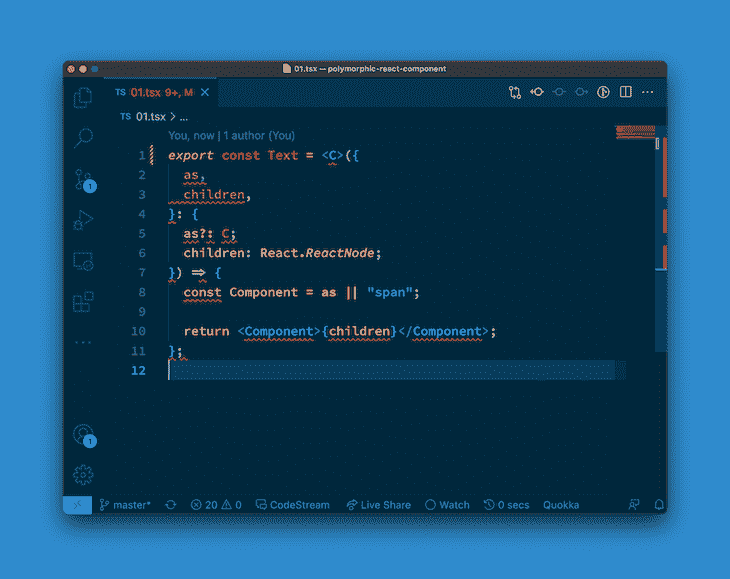 01.tsx — polymorphic-react-component
TS 01.tsx 9+, M
TS 01.tsx > ...
You, now | 1 author (You)
1 export const Text = <C>({
2 as,
3 children,
4 }: {
5 as?: C;
6 children: React.ReactNode;
7 }) => {
8 const Component = as || "span";
9
10 return <Component>{children}</Component>;
11 };
12
1
1
master* 20 0 CodeStream Live Share Watch 0 secs Quokka